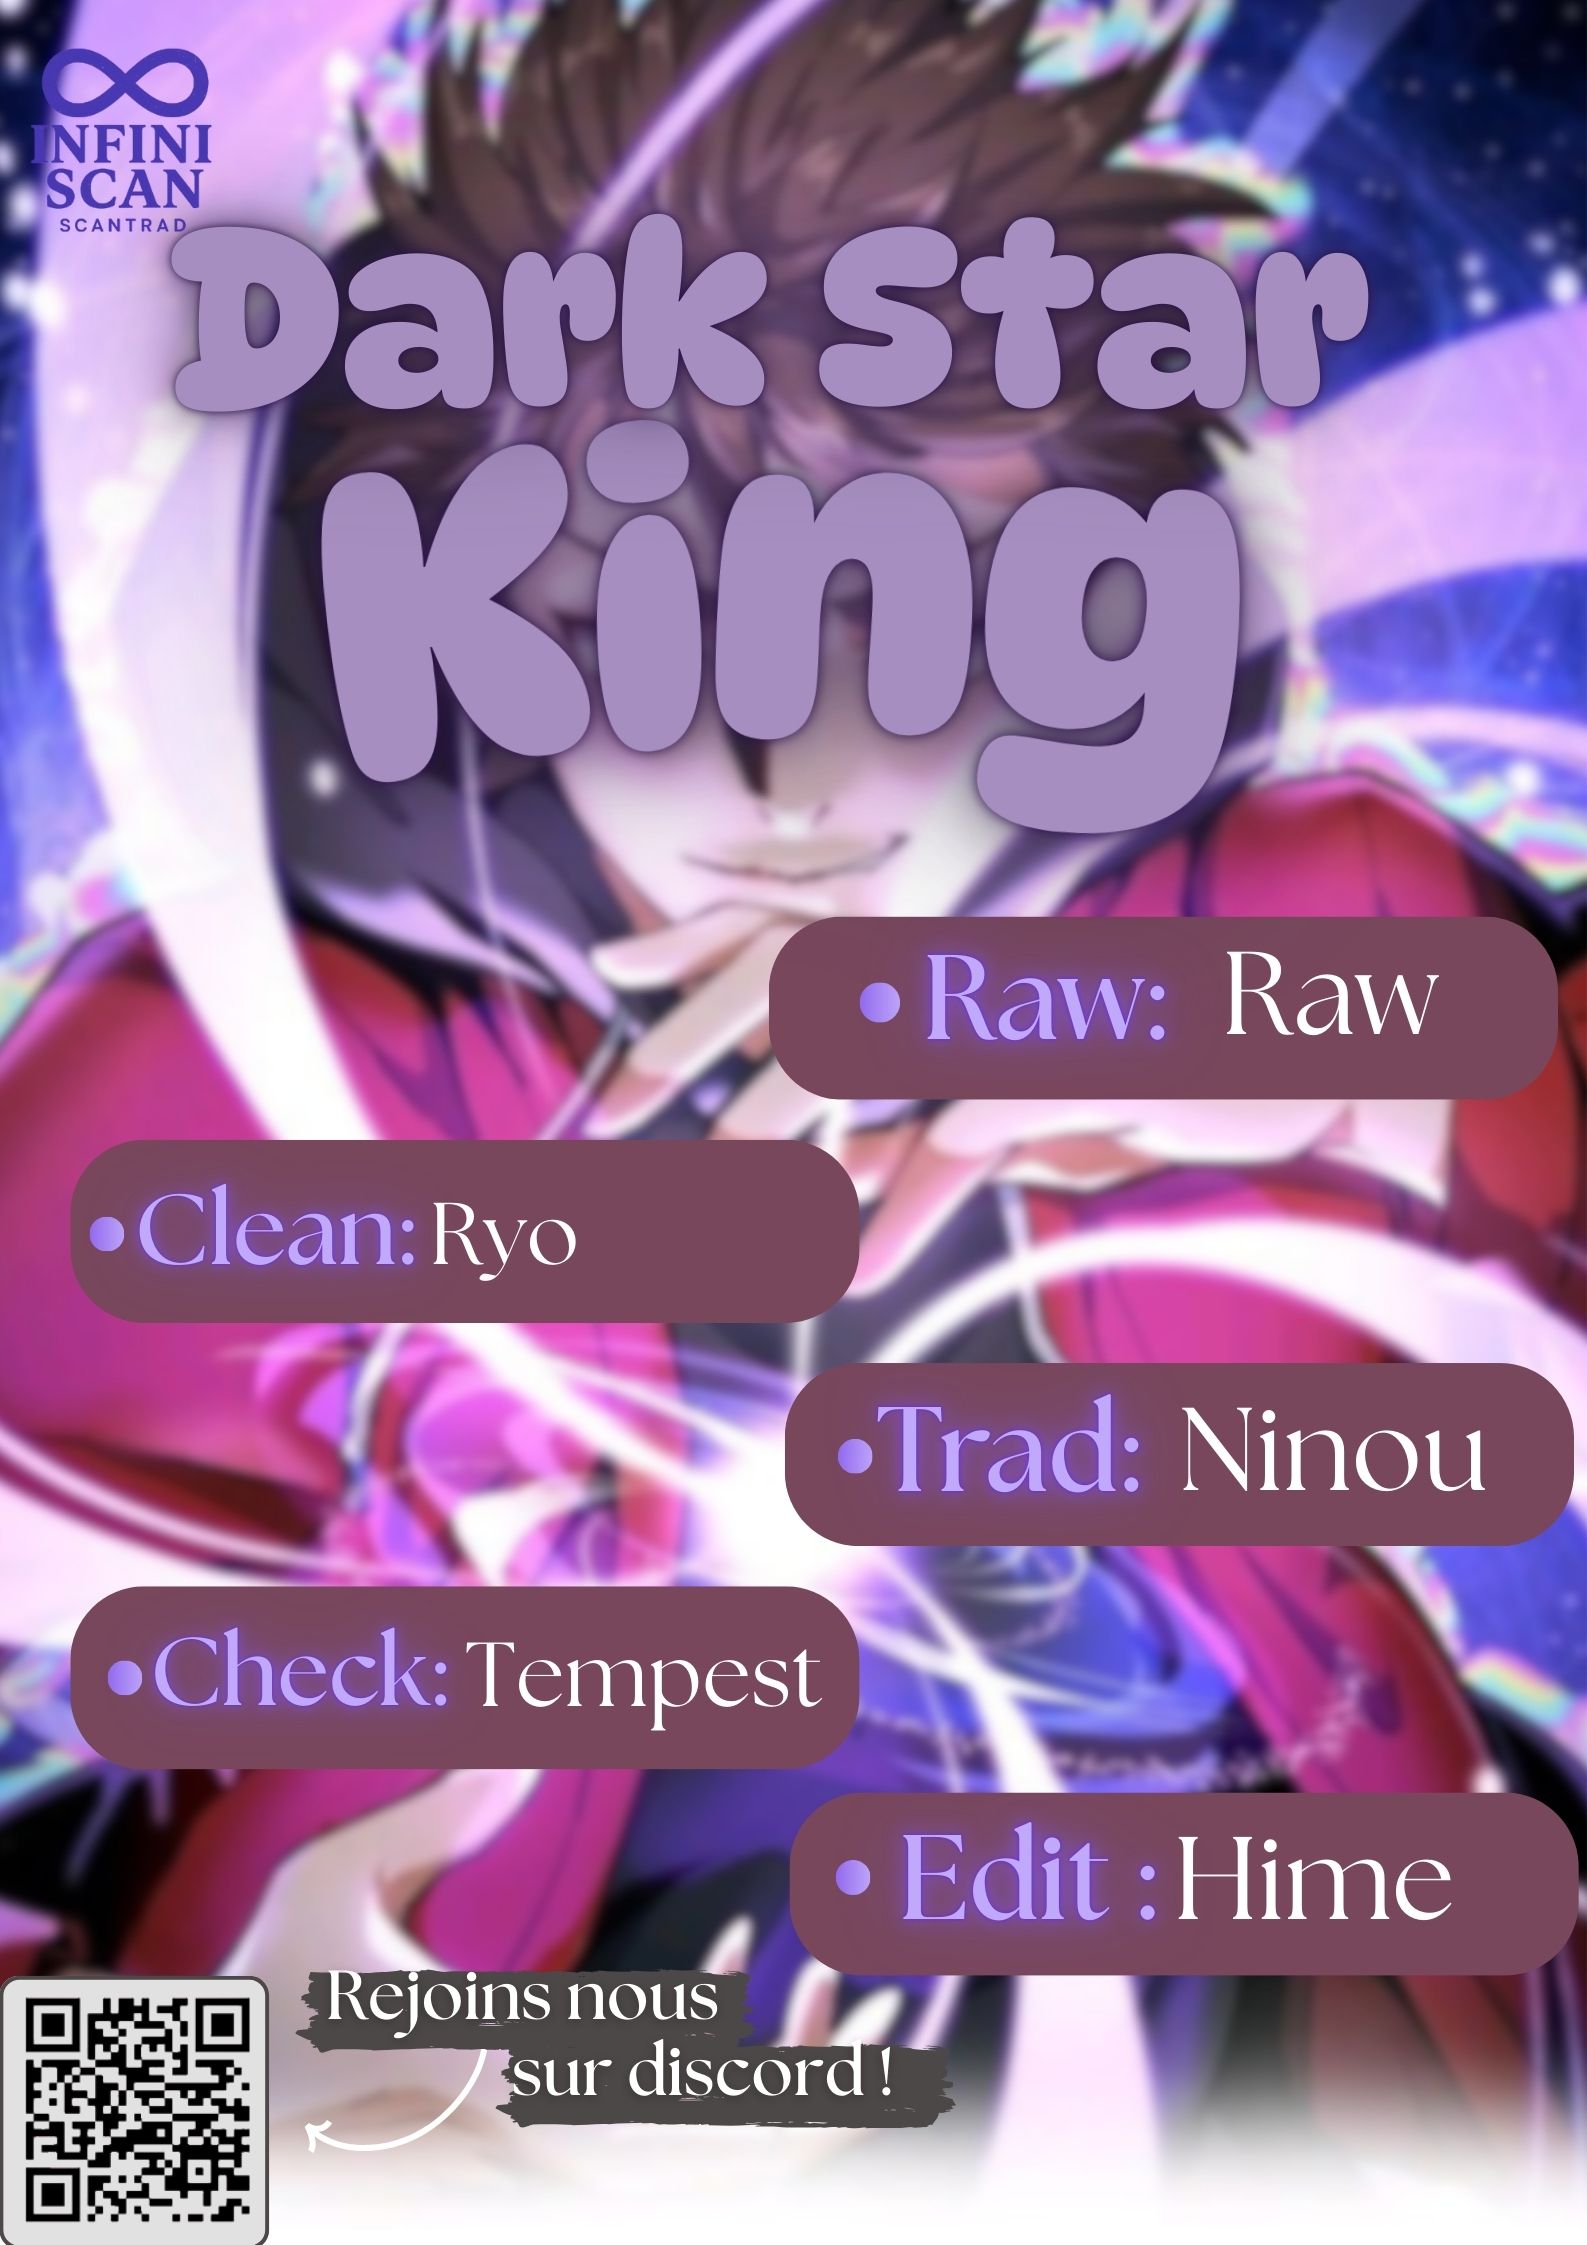 INFINI
SCAN
SCANTRAD
Dark Star
King
• Raw: Raw
• Clean: Ryo
• Trad: Ninou
• Check: Tempest
• Edit : Hime
Rejoins nous
sur discord !